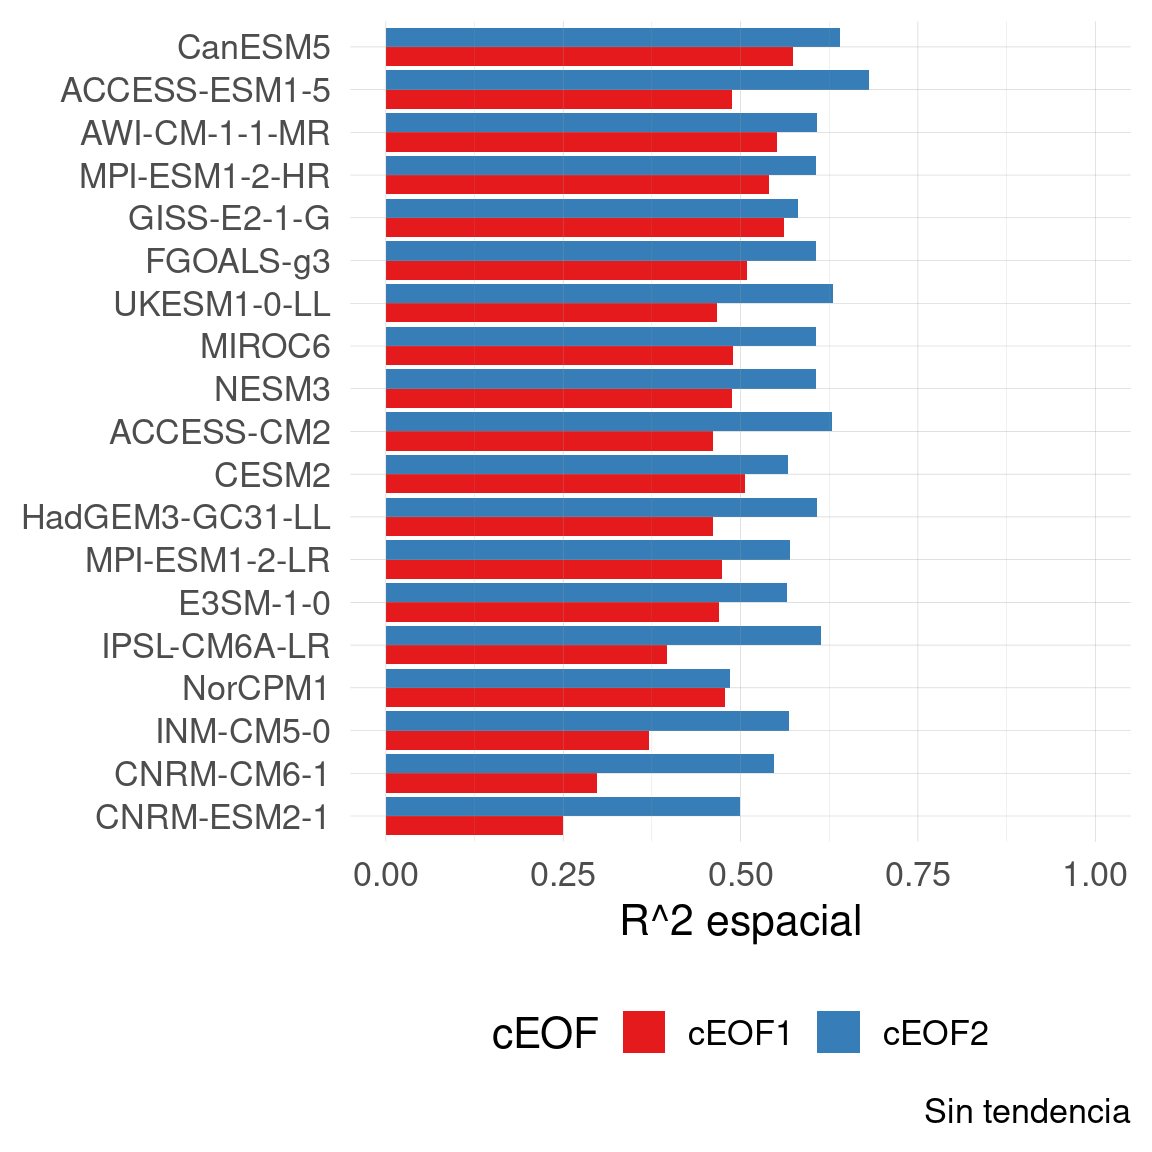 CanESM5
ACCESS-ESM1-5
AWI-CM-1-1-MR
MPI-ESM1-2-HR
GISS-E2-1-G
FGOALS-g3
UKESM1-0-LL
MIROC6
NESM3
ACCESS-CM2
CESM2
HadGEM3-GC31-LL
MPI-ESM1-2-LR
E3SM-1-0
IPSL-CM6A-LR
NorCPM1
INM-CM5-0
CNRM-CM6-1
CNRM-ESM2-1
0.00 0.25 0.50 0.75 1.00
R^2 espacial
cEOF cEOF1 cEOF2
Sin tendencia